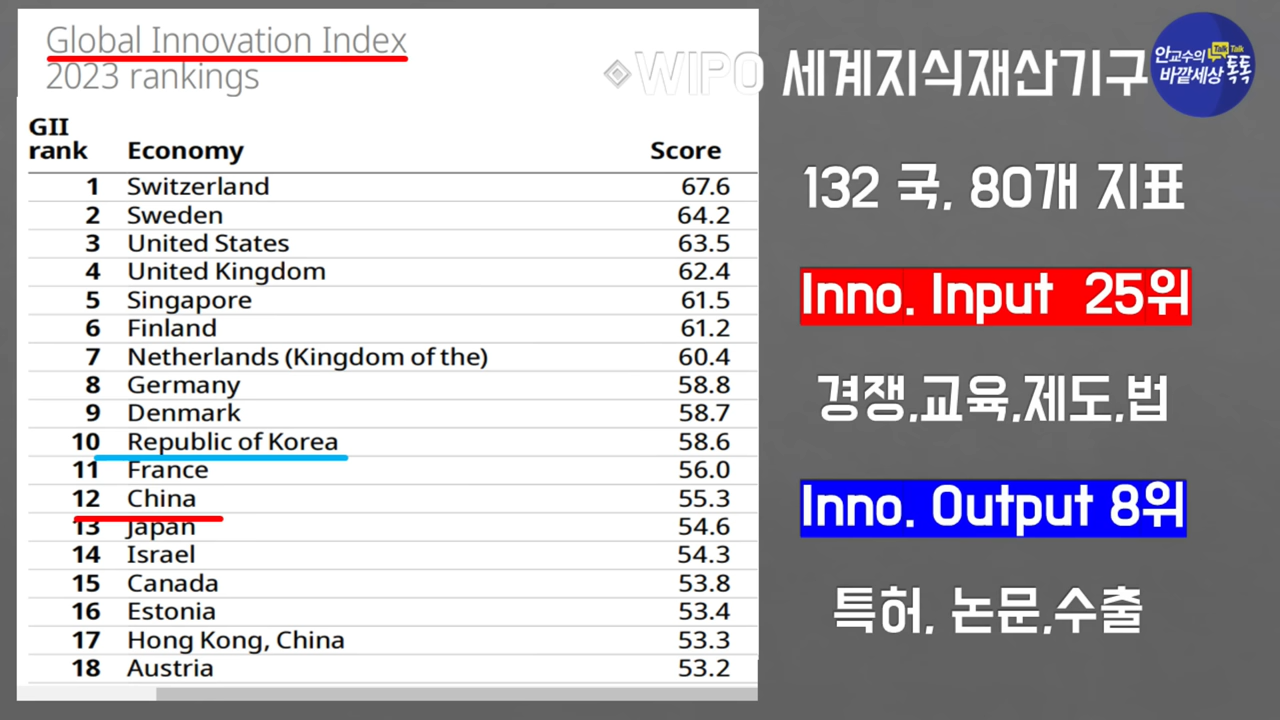 Global Innovation Index
2023 rankings
GII
rank Economy Score
1 Switzerland 67.6
2 Sweden 64.2
3 United States 63.5
4 United Kingdom 62.4
5 Singapore 61.5
6 Finland 61.2
7 Netherlands (Kingdom of the) 60.4
8 Germany 58.8
9 Denmark 58.7
10 Republic of Korea 58.6
11 France 56.0
12 China 55.3
13 Japan 54.6
14 Israel 54.3
15 Canada 53.8
16 Estonia 53.4
17 Hong Kong, China 53.3
18 Austria 53.2
WIPO 세계지식재산기구
안교수의 Talk Talk
바깥세상 톡톡
132 국, 80개 지표
Inno. Input 25위
경쟁,교육,제도,법
Inno. Output 8위
특허, 논문,수출